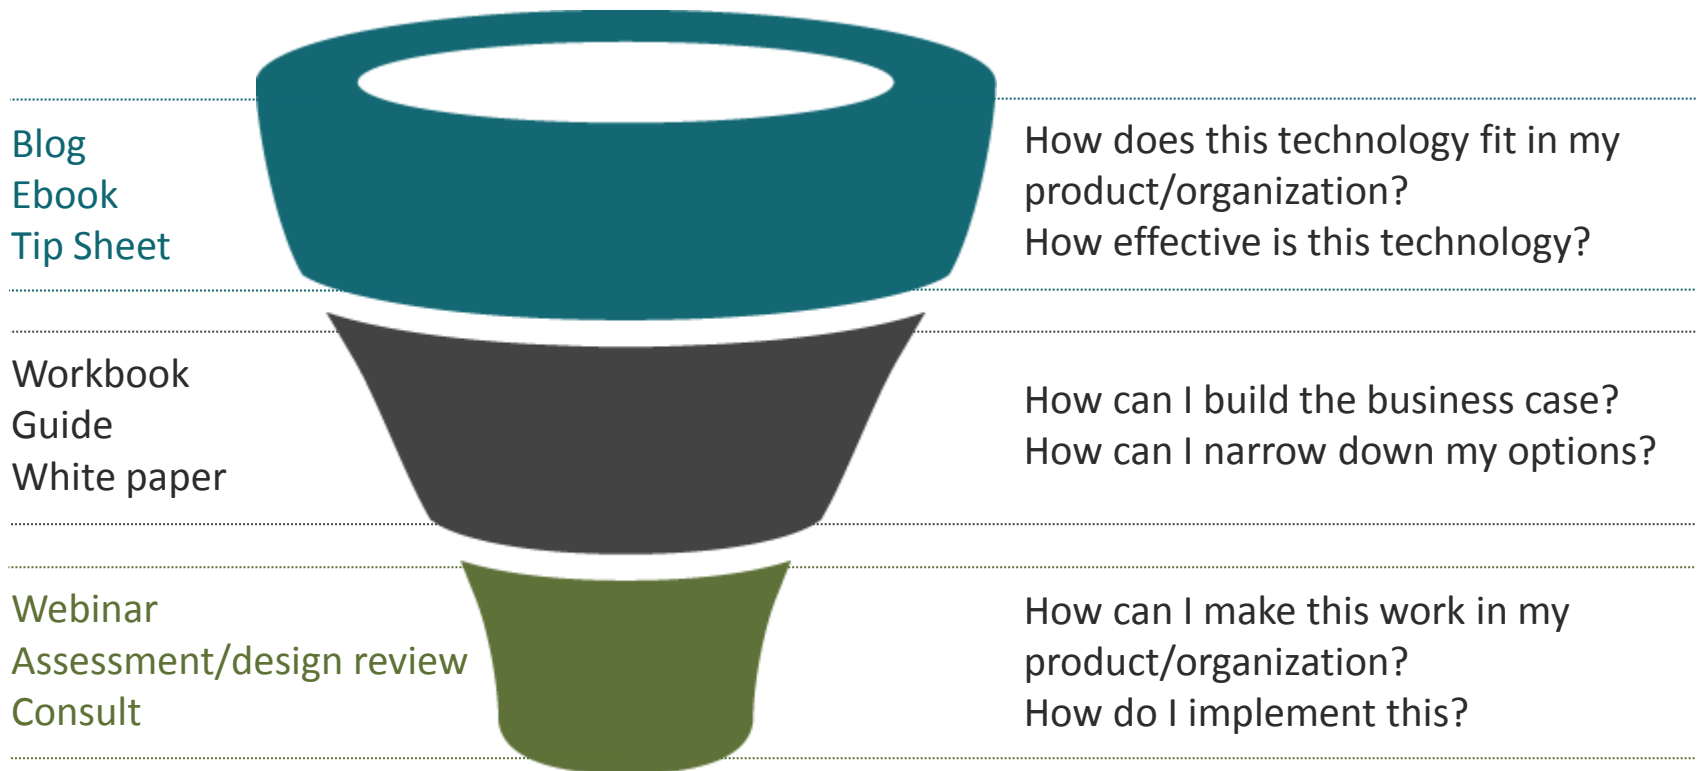 Blog
Ebook
Tip Sheet
How does this technology fit in my
product/organization?
How effective is this technology?
Workbook
Guide
White paper
How can I build the business case?
How can I narrow down my options?
Webinar
Assessment/design review
Consult
How can I make this work in my
product/organization?
How do I implement this?